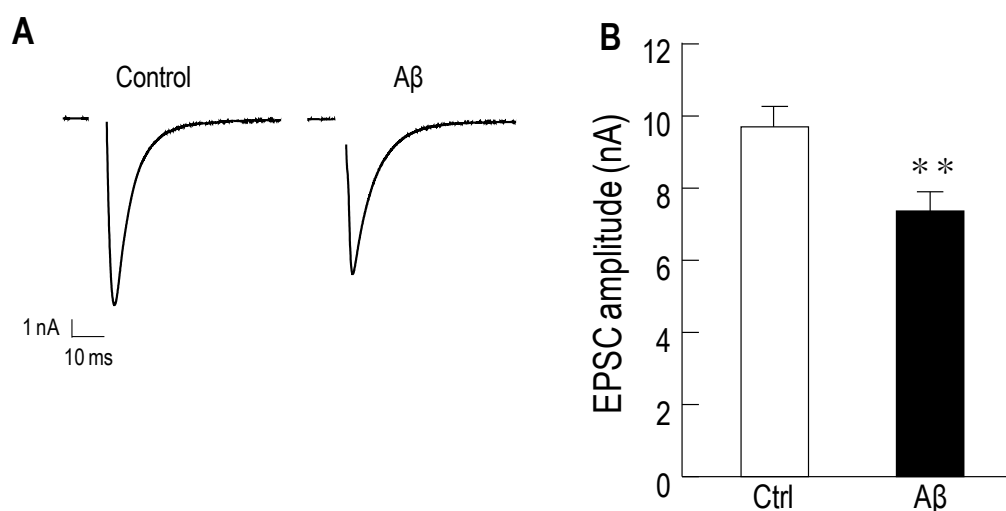 A
Control
Aβ
1 nA
10 ms
B
EPSC amplitude (nA)
12
10
8
6
4
2
0
**
Ctrl
Aβ